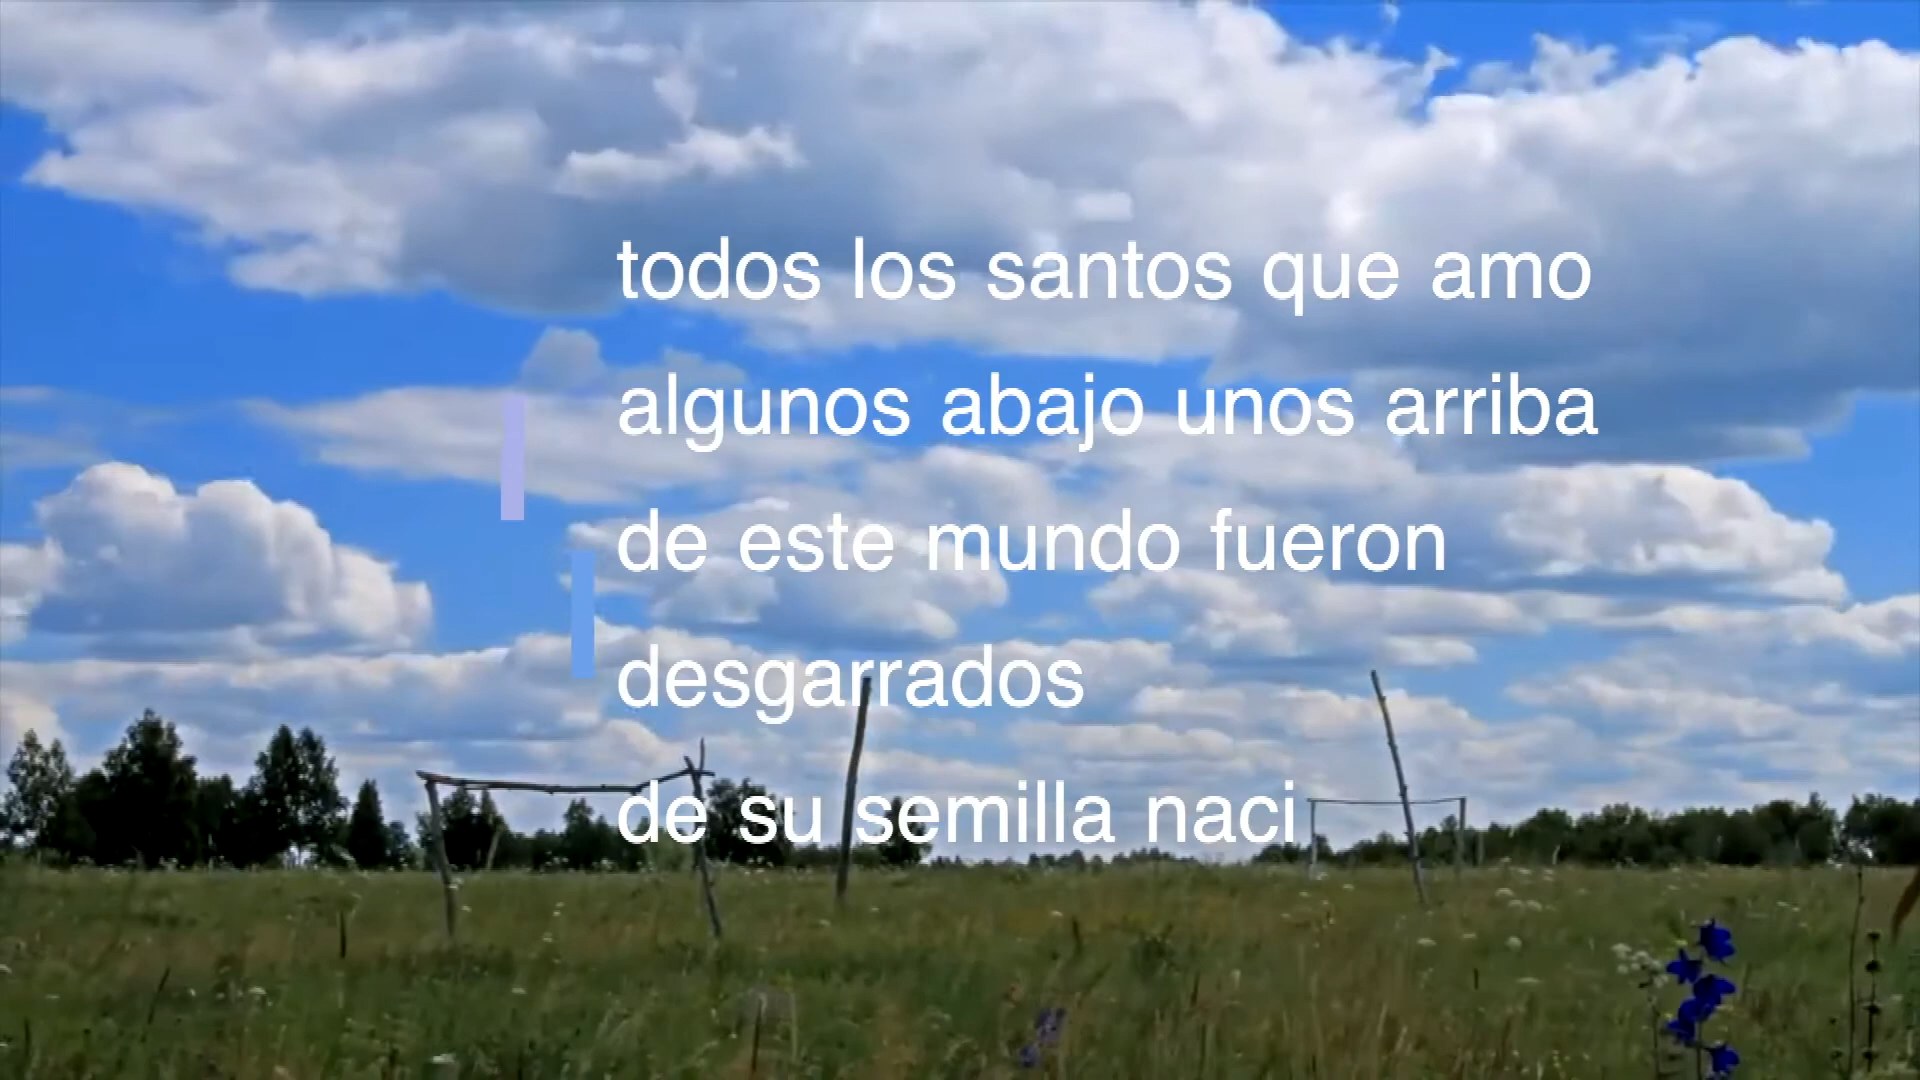 todos los santos que amo
algunos abajo unos arriba
de este mundo fueron
desgarrados
de su semilla naci